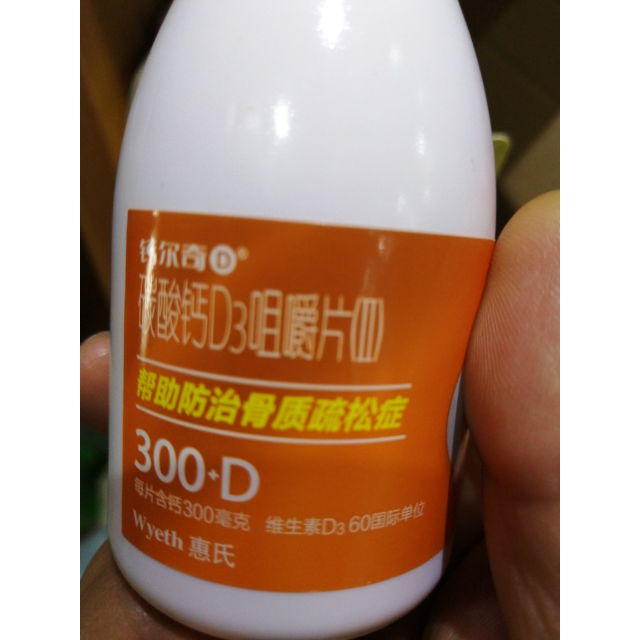 钙尔奇D®
碳酸钙D3咀嚼片(II)
帮助防治骨质疏松症
300+D
每片含钙300毫克 维生素D3 60国际单位
Wyeth 惠氏